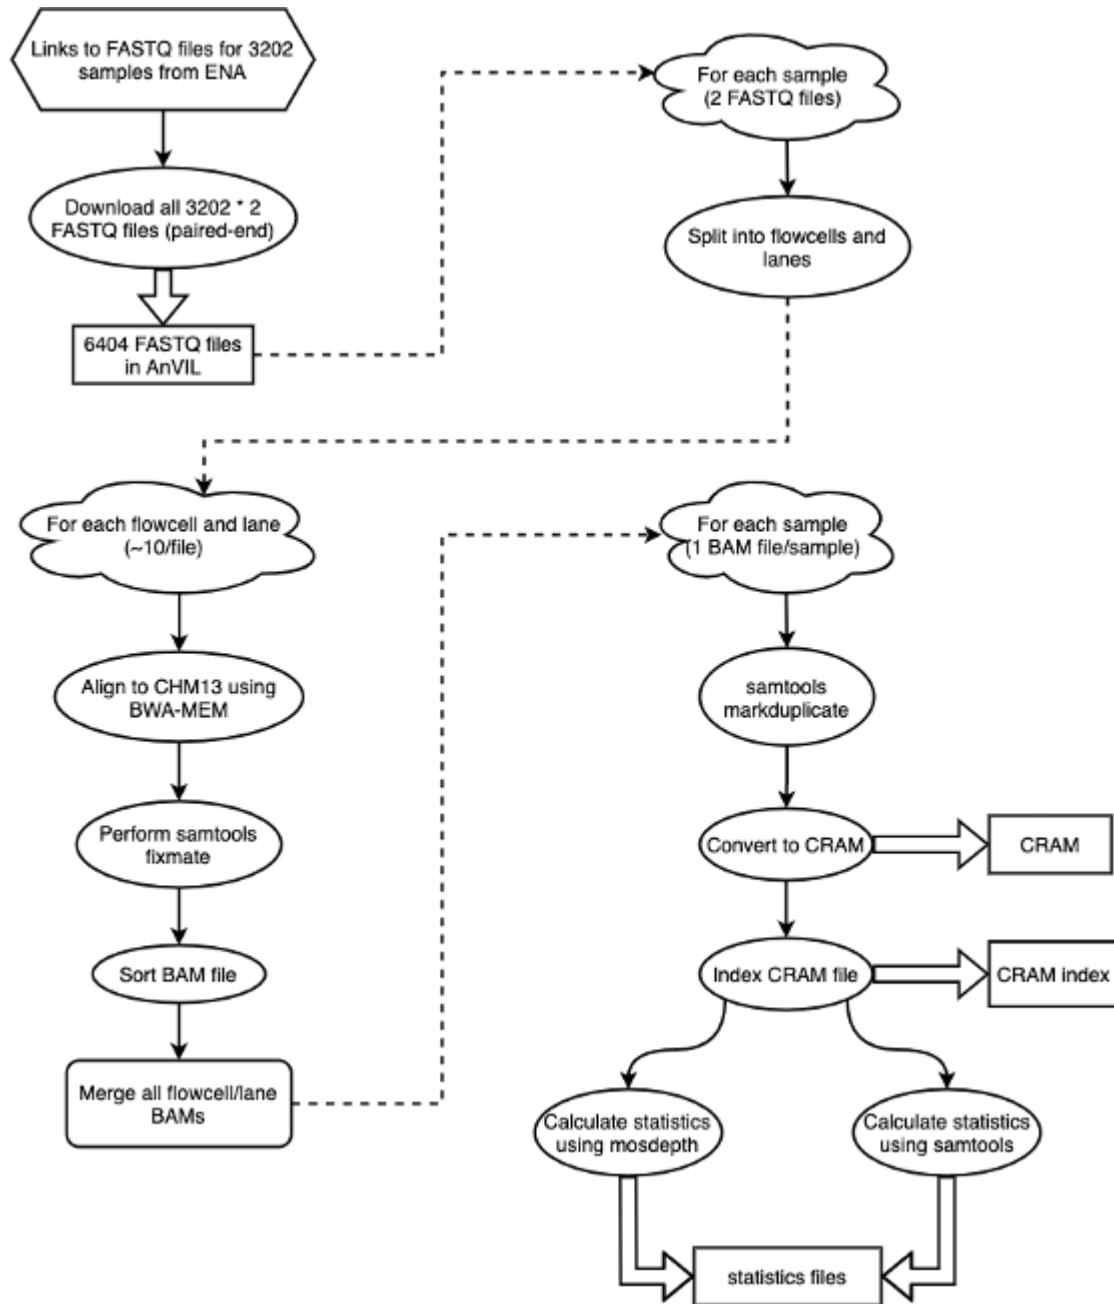 Links to FASTQ files for 3202
samples from ENA
Download all 3202 * 2
FASTQ files (paired-end)
6404 FASTQ files
in AnVIL
For each sample
(2 FASTQ files)
Split into flowcells and
lanes
For each flowcell and lane
(~10/file)
Align to CHM13 using
BWA-MEM
Perform samtools
fixmate
Sort BAM file
Merge all flowcell/lane
BAMs
For each sample
(1 BAM file/sample)
samtools
markduplicate
Convert to CRAM
CRAM
Index CRAM file
CRAM index
Calculate statistics
using mosdepth
Calculate statistics
using samtools
statistics files